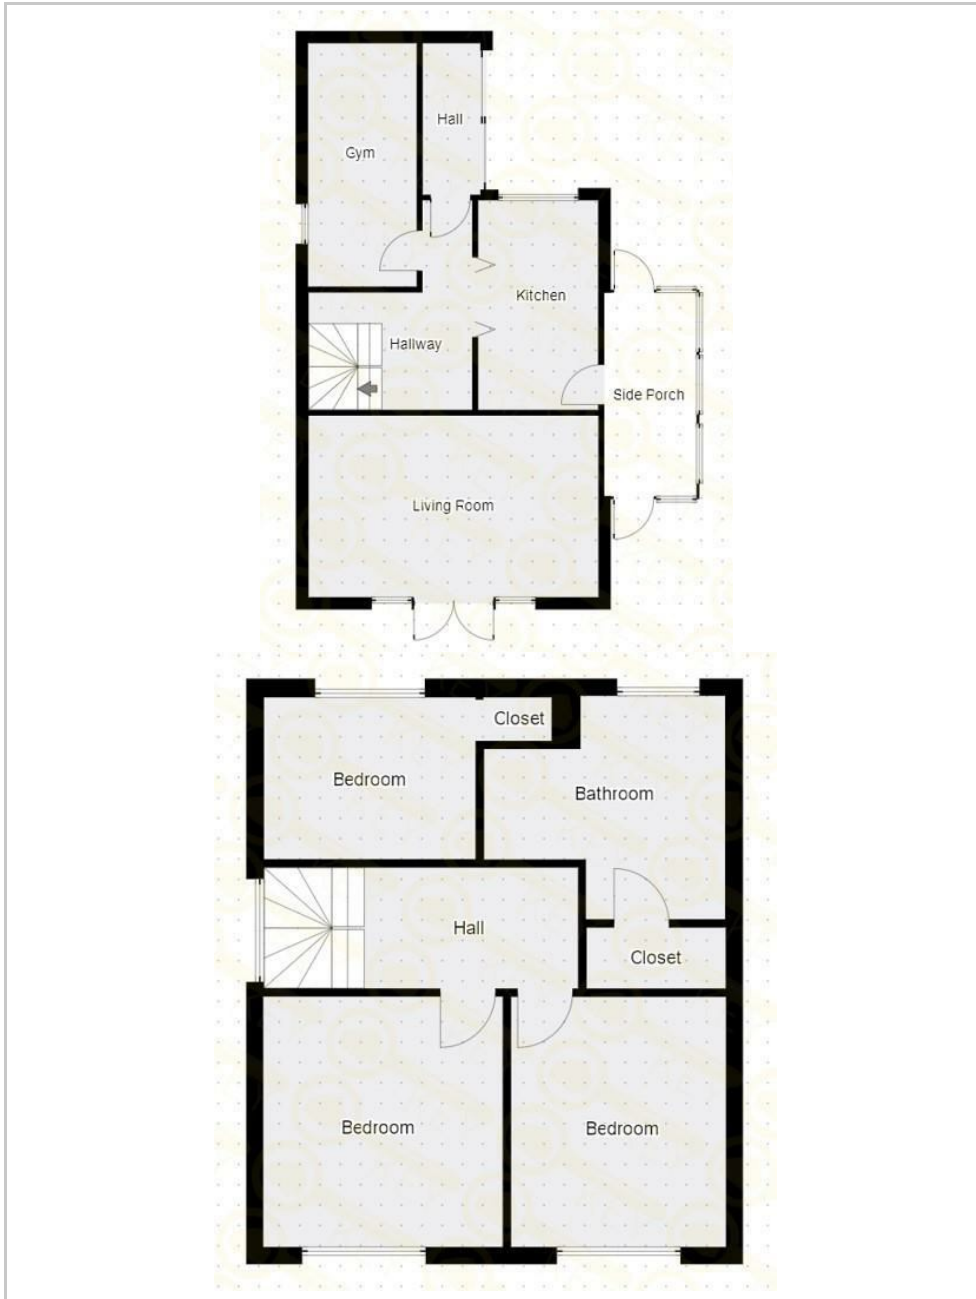 Hall
Gym
Kitchen
Hallway
Side Porch
Living Room
Closet
Bedroom
Bathroom
Hall
Closet
Bedroom
Bedroom